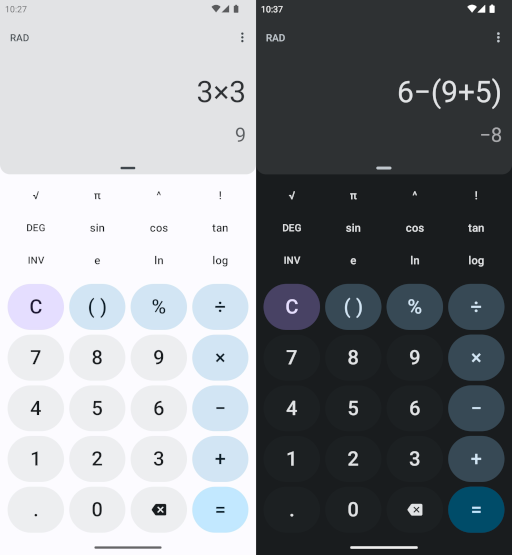 10:27
RAD
3×3
9
√ π ^ !
DEG sin cos tan
INV e ln log
C ( ) % ÷
7 8 9 ×
4 5 6 −
1 2 3 +
. 0 =
10:37
RAD
6−(9+5)
−8
√ π ^ !
DEG sin cos tan
INV e ln log
C ( ) % ÷
7 8 9 ×
4 5 6 −
1 2 3 +
. 0 =